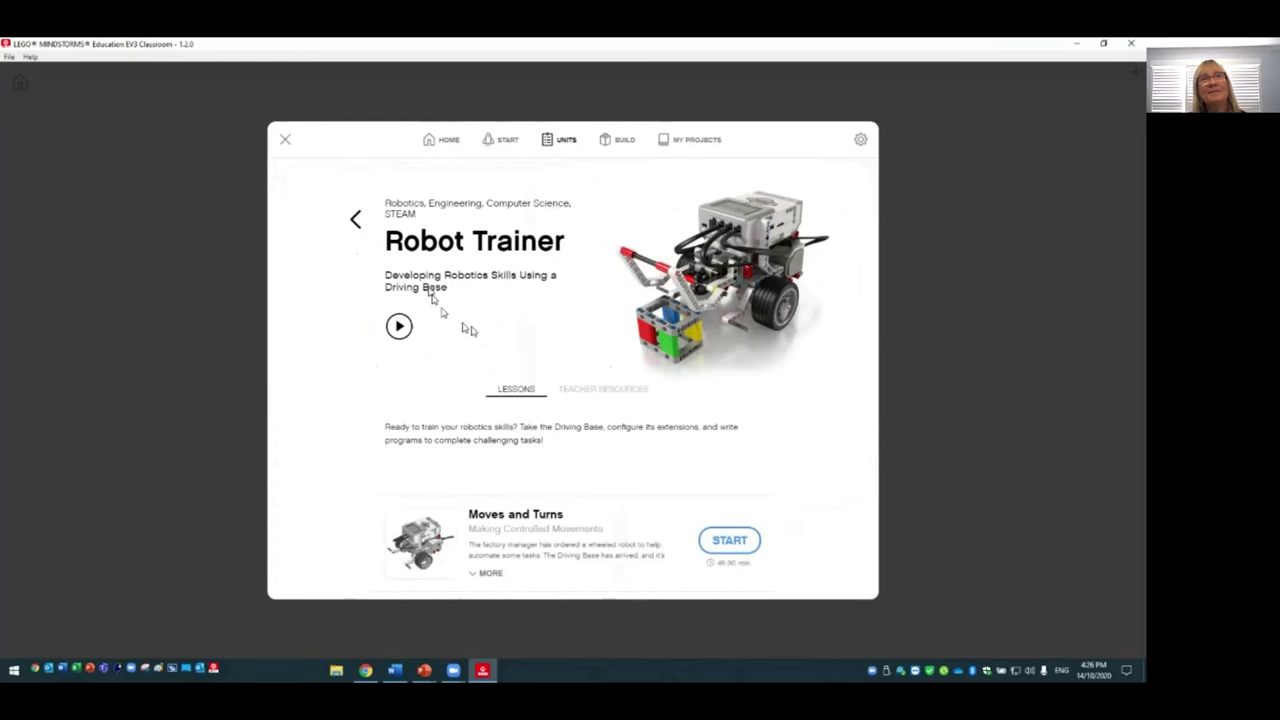 LEGO® MINDSTORMS® Education EV3 Classroom - 1.2.0
File Help
HOME START UNITS BUILD MY PROJECTS
Robotics, Engineering, Computer Science,
STEAM
Robot Trainer
Developing Robotics Skills Using a
Driving Base
LESSONS TEACHER RESOURCES
Ready to train your robotics skills? Take the Driving Base, configure its extensions, and write
programs to complete challenging tasks!
Moves and Turns
Making Controlled Movements
The factory manager has ordered a wheeled robot to help
automate some tasks. The Driving Base has arrived, and it's
MORE
START
45-90 min
ENG
4:26 PM
14/10/2020